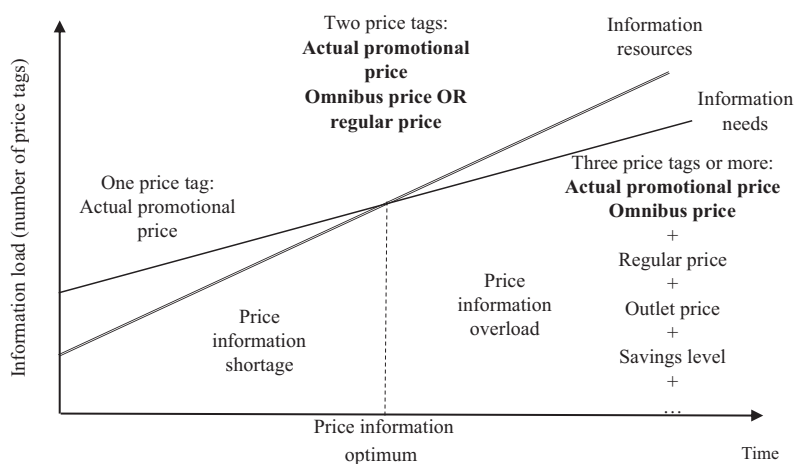 Two price tags:
Actual promotional
price
Omnibus price OR
regular price
Information
resources
Information
needs
One price tag:
Actual promotional
price
Three price tags or more:
Actual promotional price
Omnibus price
+
Regular price
+
Outlet price
+
Savings level
+
...
Price
information
shortage
Price
information
overload
Information load (number of price tags)
Price information
optimum
Time